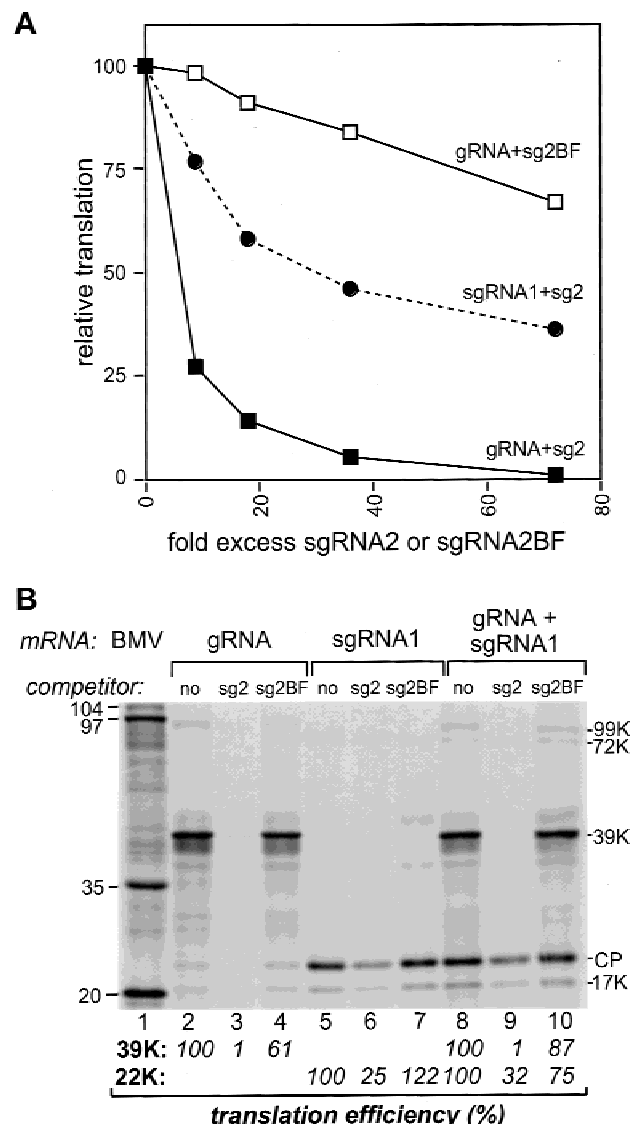 A
100
75
50
25
0
relative translation
gRNA+sg2BF
sgRNA1+sg2
gRNA+sg2
0 20 40 60 80
fold excess sgRNA2 or sgRNA2BF
B
gRNA +
mRNA: BMV gRNA sgRNA1 sgRNA1
competitor: no sg2 sg2BF no sg2 sg2BF no sg2 sg2BF
104
97
35
20
-99K
-72K
-39K
-CP
-17K
1 2 3 4 5 6 7 8 9 10
39K: 100 1 61 100 1 87
22K: 100 25 122 100 32 75
translation efficiency (%)